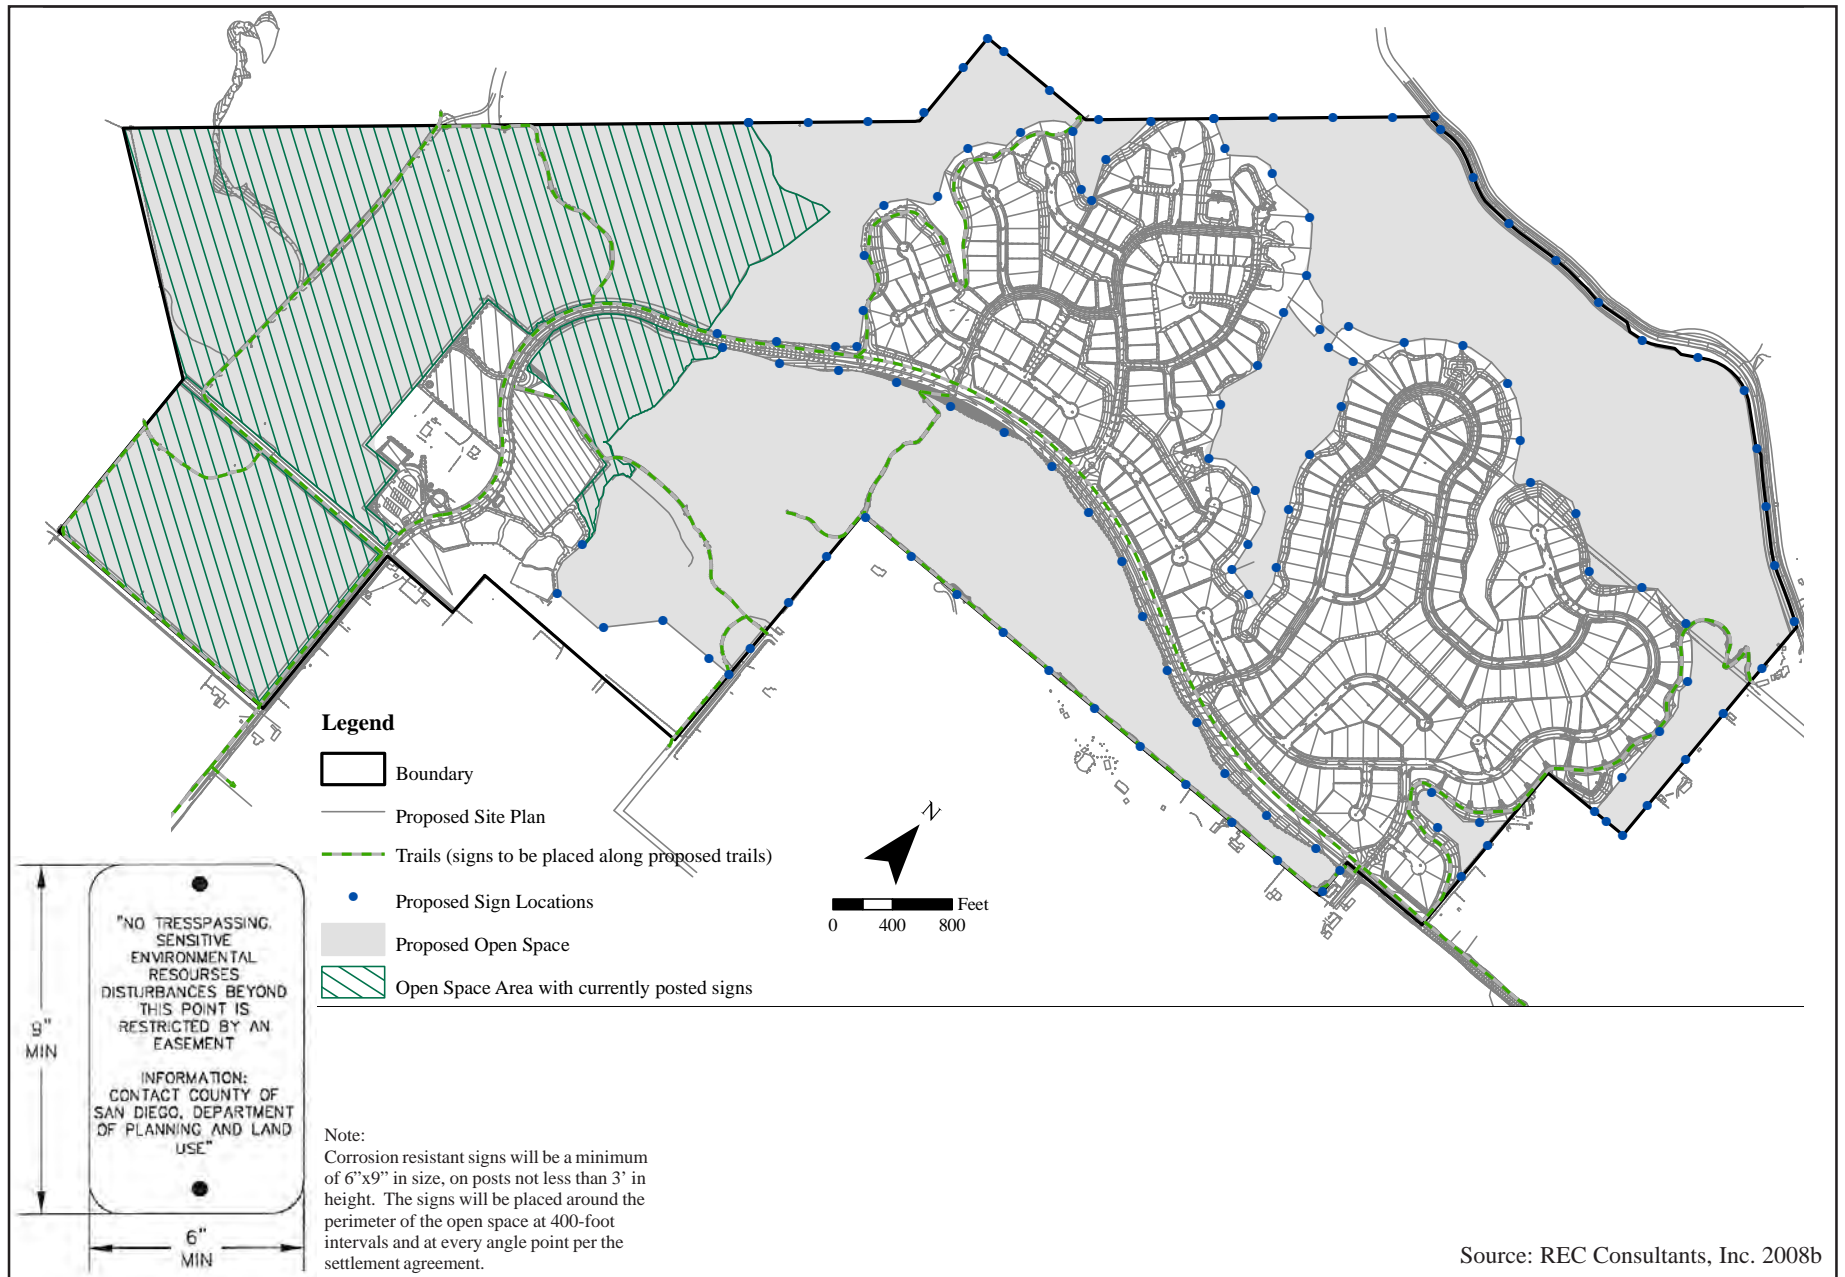 N
Legend
Boundary
Proposed Site Plan
Trails (signs to be placed along proposed trails)
Proposed Sign Locations
Proposed Open Space
Open Space Area with currently posted signs
Feet
0 400 800
"NO TRESSPASSING.
SENSITIVE
ENVIRONMENTAL
RESOURSES
DISTURBANCES BEYOND
THIS POINT IS
RESTRICTED BY AN
EASEMENT
INFORMATION:
CONTACT COUNTY OF
SAN DIEGO, DEPARTMENT
OF PLANNING AND LAND
USE"
9"
MIN
6"
MIN
Note:
Corrosion resistant signs will be a minimum
of 6”x9” in size, on posts not less than 3’ in
height. The signs will be placed around the
perimeter of the open space at 400-foot
intervals and at every angle point per the
settlement agreement.
Source: REC Consultants, Inc. 2008b